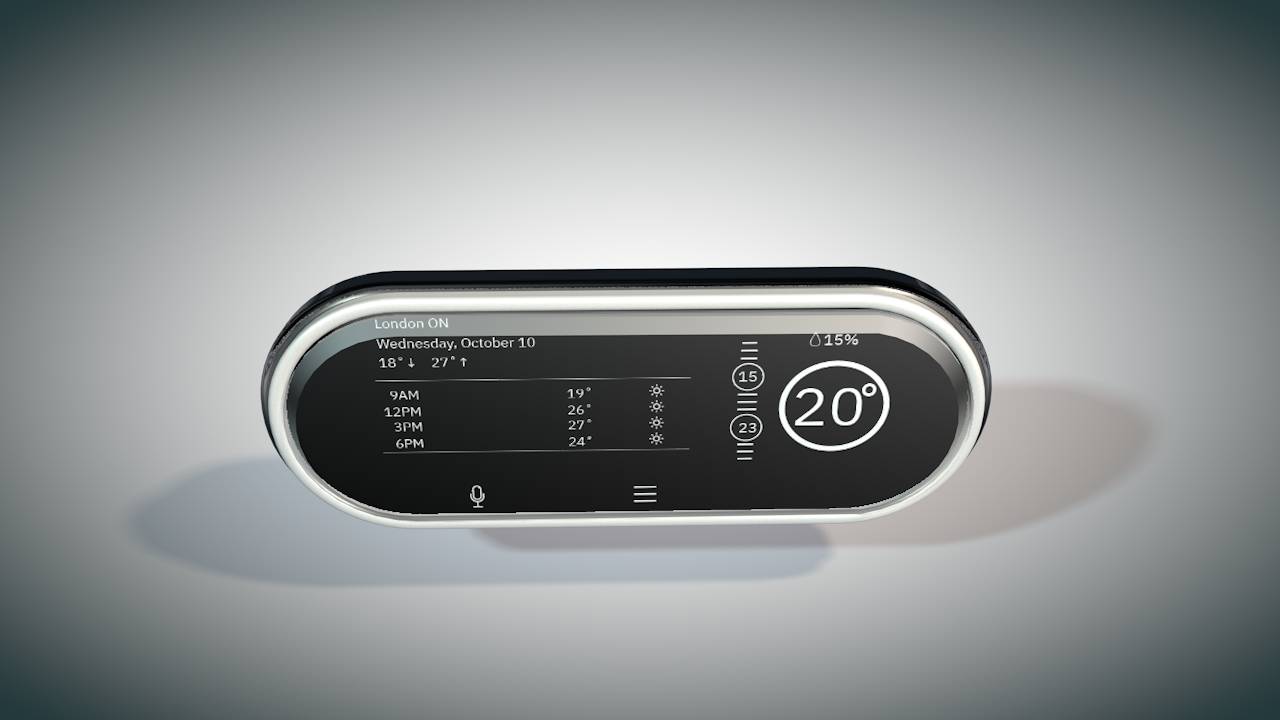 London ON
Wednesday, October 10
18°↓ 27°↑
9AM 19°
12PM 26°
3PM 27°
6PM 24°
15
23
15%
20°